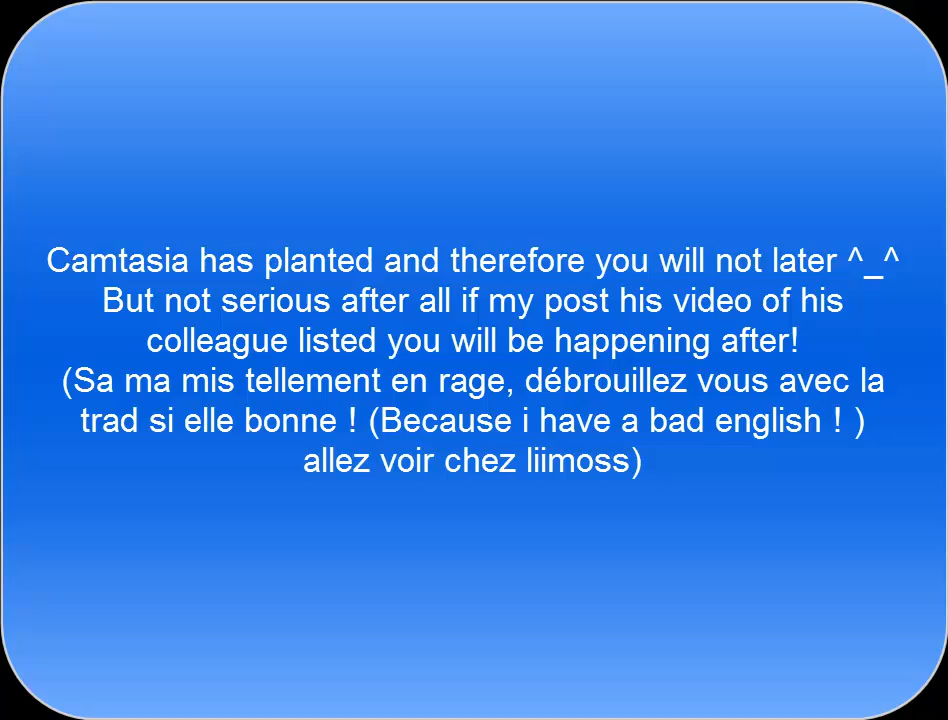 Camtasia has planted and therefore you will not later ^_^
But not serious after all if my post his video of his
colleague listed you will be happening after!
(Sa ma mis tellement en rage, débrouillez vous avec la
trad si elle bonne ! (Because i have a bad english ! )
allez voir chez liimoss)